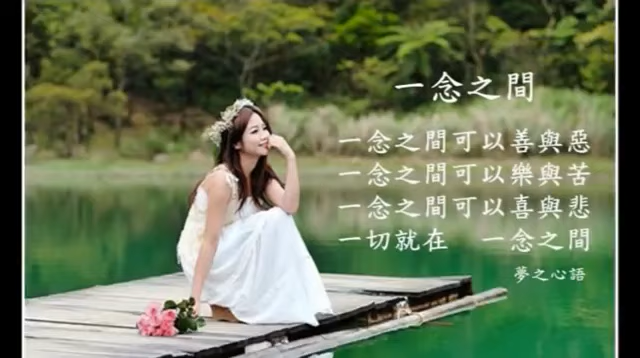 一念之間
一念之間可以善與惡
一念之間可以樂與苦
一念之間可以喜與悲
一切就在　一念之間
夢之心語